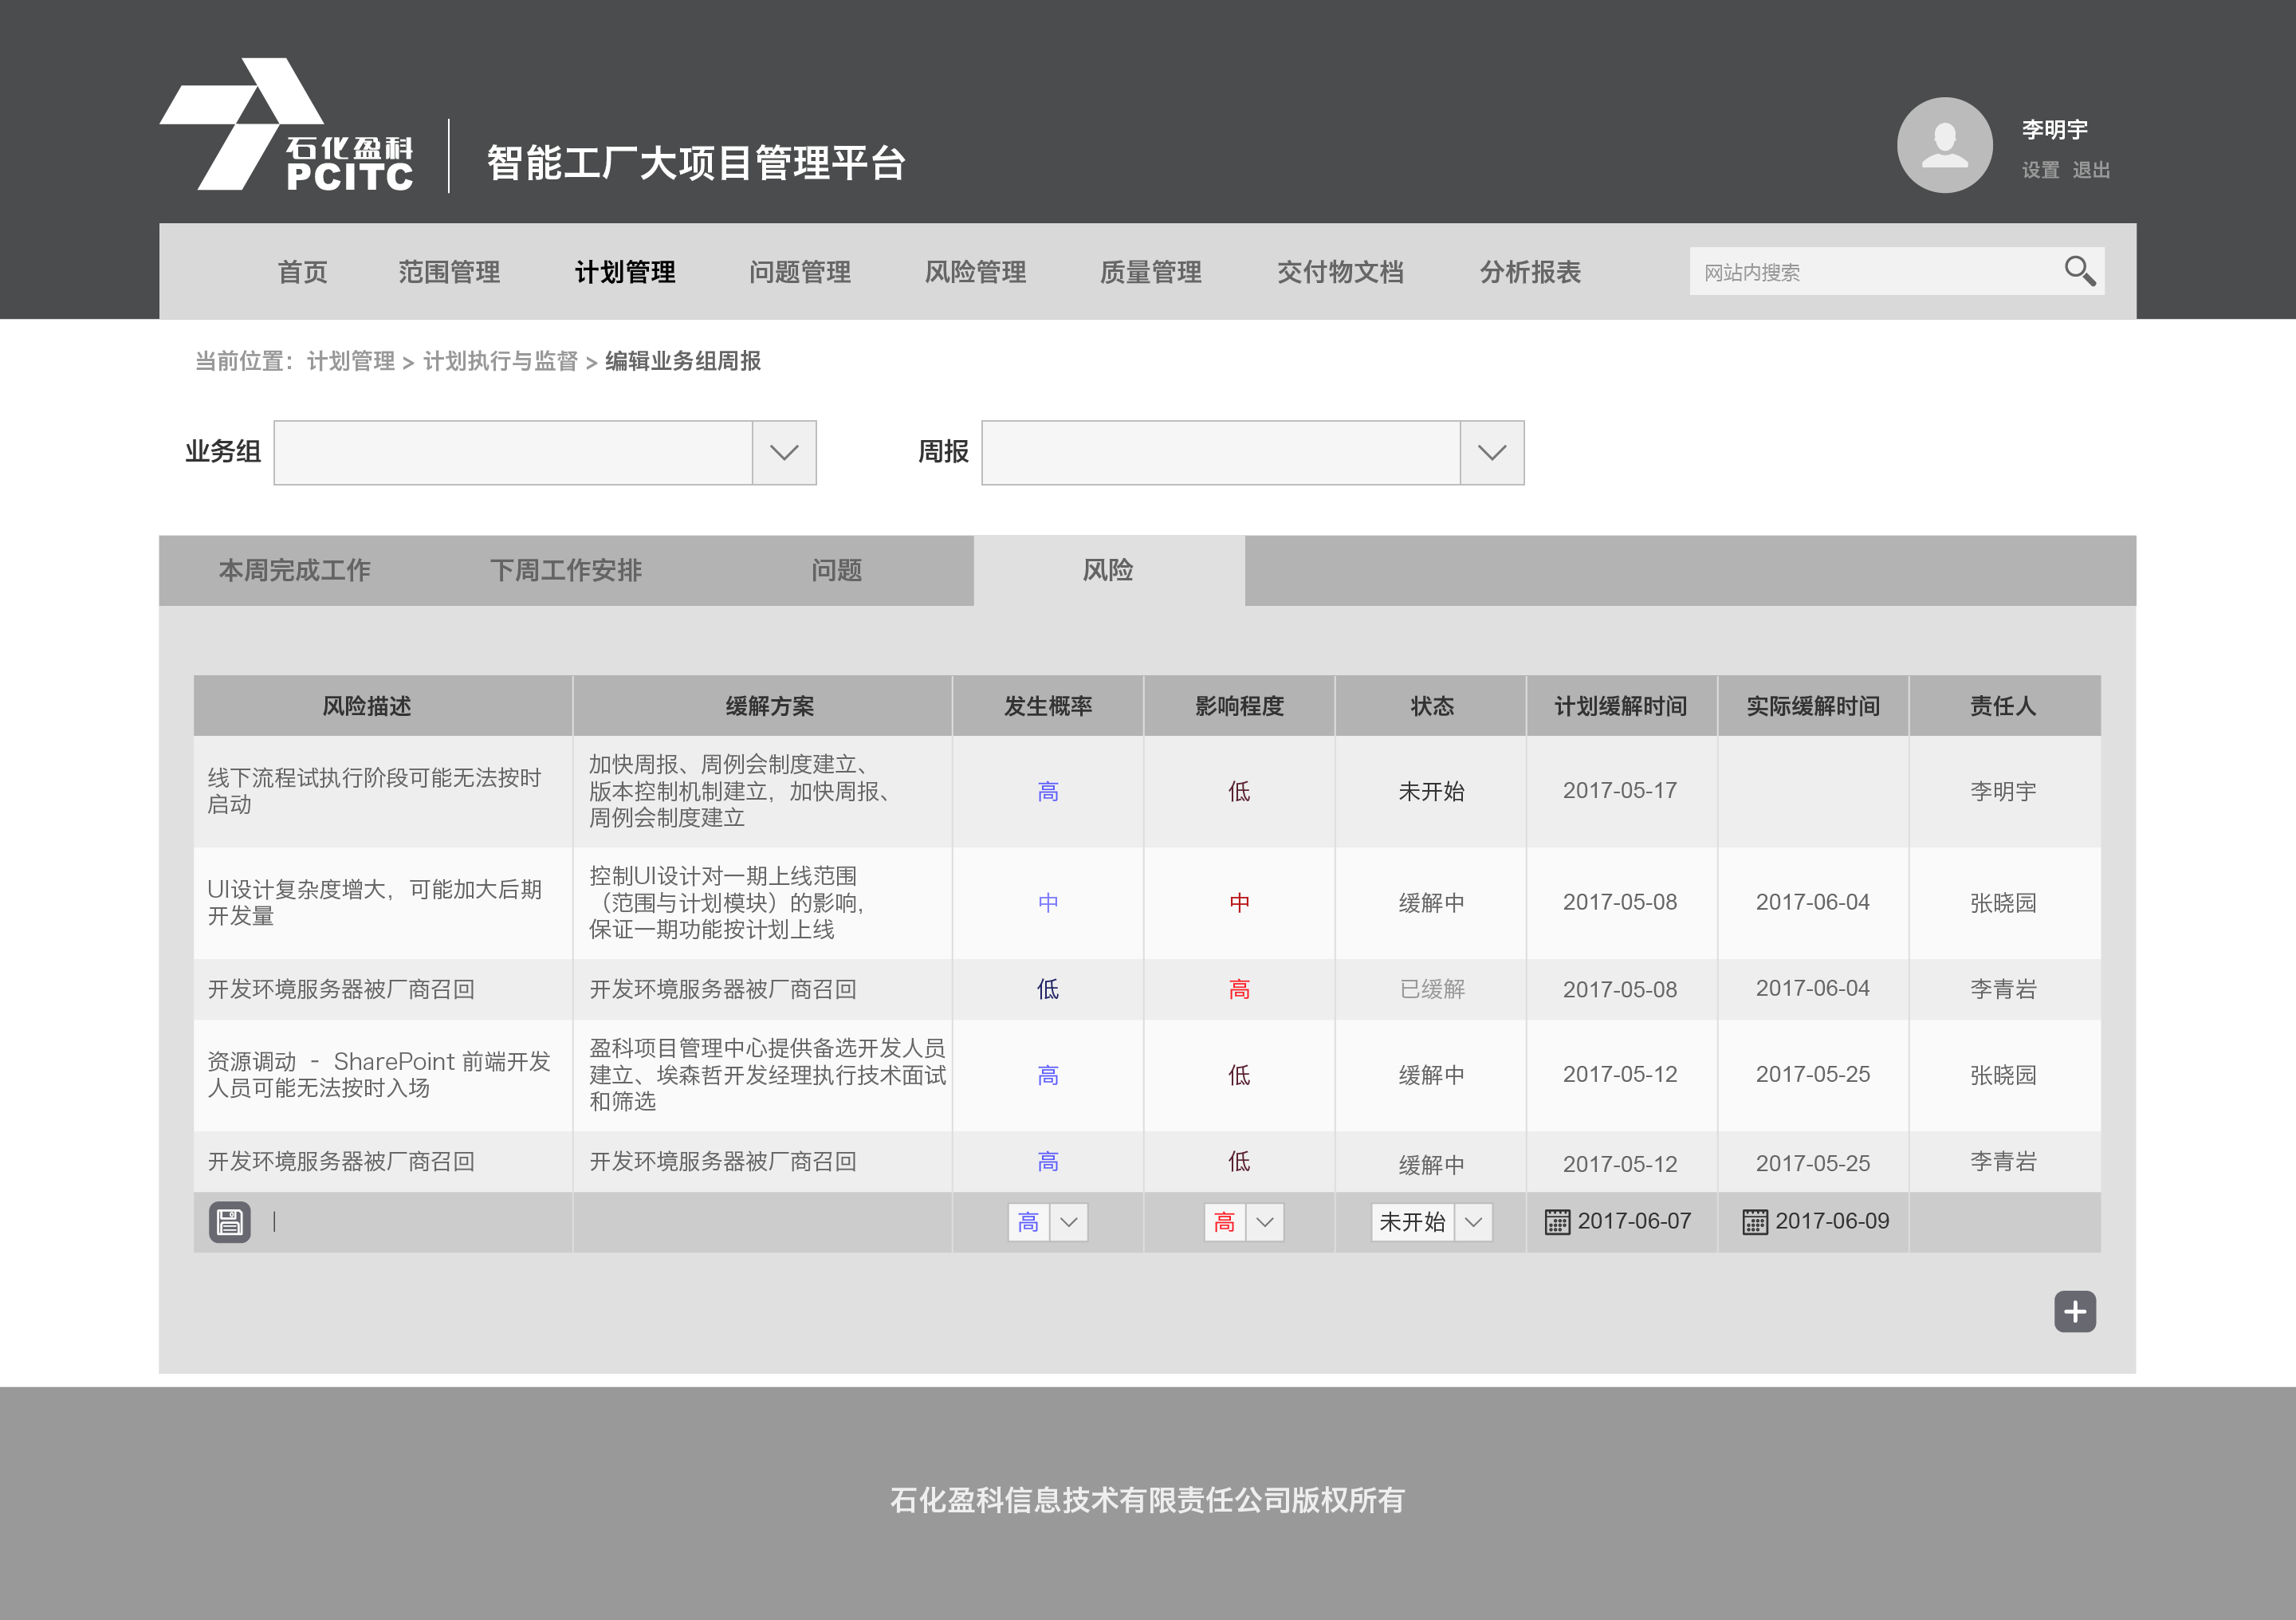 石化盈科
PCITC
智能工厂大项目管理平台
李明宇
设置 退出
首页 范围管理 计划管理 问题管理 风险管理 质量管理 交付物文档 分析报表 网站内搜索
当前位置：计划管理 > 计划执行与监督 > 编辑业务组周报
业务组 周报
本周完成工作 下周工作安排 问题 风险
风险描述 缓解方案 发生概率 影响程度 状态 计划缓解时间 实际缓解时间 责任人
线下流程试执行阶段可能无法按时
启动
加快周报、周例会制度建立、
版本控制机制建立，加快周报、
周例会制度建立
高 低 未开始 2017-05-17 李明宇
UI设计复杂度增大，可能加大后期
开发量
控制UI设计对一期上线范围
（范围与计划模块）的影响，
保证一期功能按计划上线
中 中 缓解中 2017-05-08 2017-06-04 张晓园
开发环境服务器被厂商召回 开发环境服务器被厂商召回 低 高 已缓解 2017-05-08 2017-06-04 李青岩
资源调动 - SharePoint 前端开发
人员可能无法按时入场
盈科项目管理中心提供备选开发人员
建立、埃森哲开发经理执行技术面试
和筛选
高 低 缓解中 2017-05-12 2017-05-25 张晓园
开发环境服务器被厂商召回 开发环境服务器被厂商召回 高 低 缓解中 2017-05-12 2017-05-25 李青岩
高 高 未开始 2017-06-07 2017-06-09
石化盈科信息技术有限责任公司版权所有